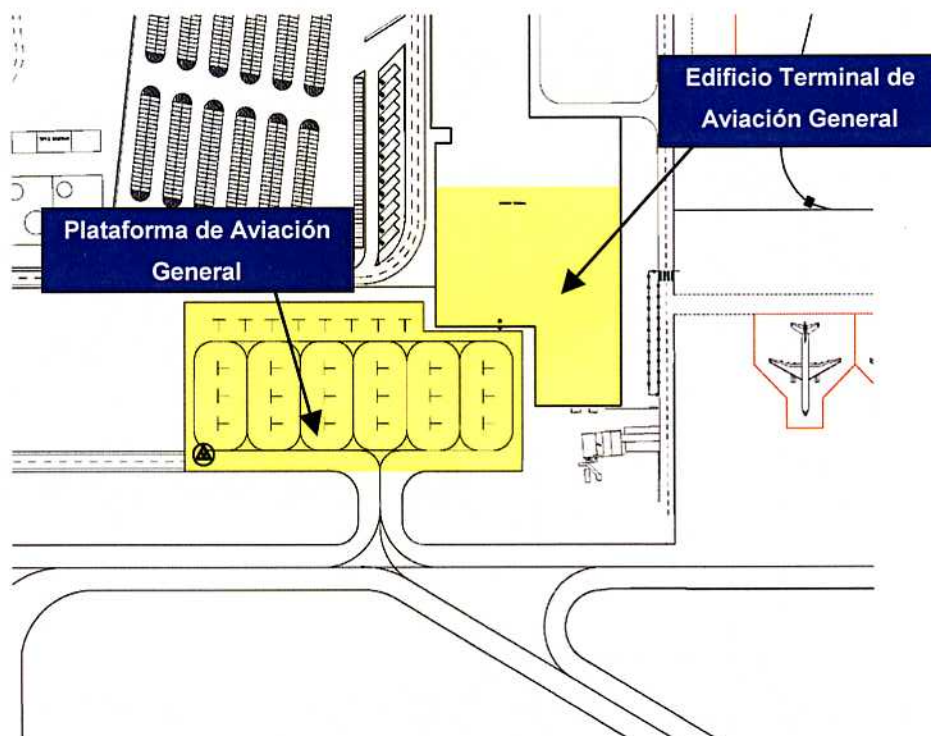 Edificio Terminal de
Aviación General
Plataforma de Aviación
General